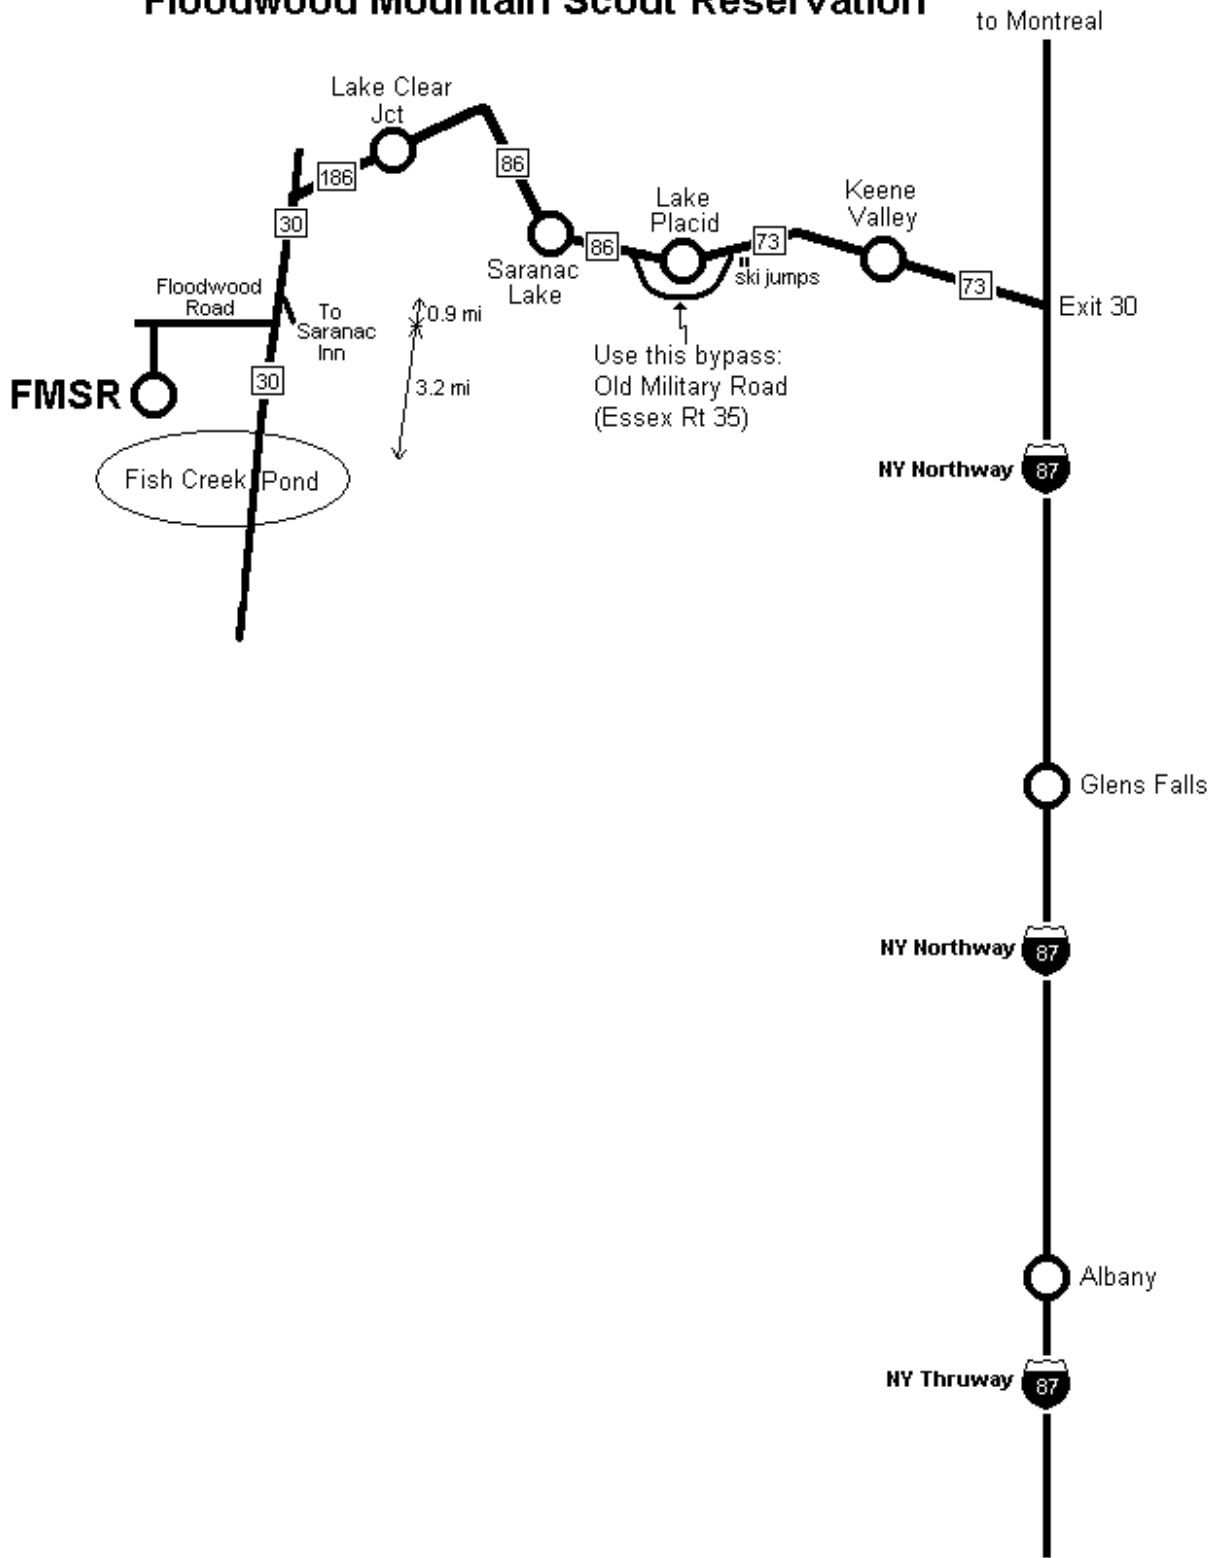 Floodwood Mountain Scout Reservation
to Montreal
Lake Clear
Jct
86
186
Keene
Valley
Lake
Placid
30
73
86
Saranac
Lake
ski jumps
73
Floodwood
Road
To
Saranac
Inn
0.9 mi
Exit 30
Use this bypass:
Old Military Road
(Essex Rt 35)
30
3.2 mi
FMSR
Fish Creek Pond
NY Northway 87
Glens Falls
NY Northway 87
Albany
NY Thruway 87